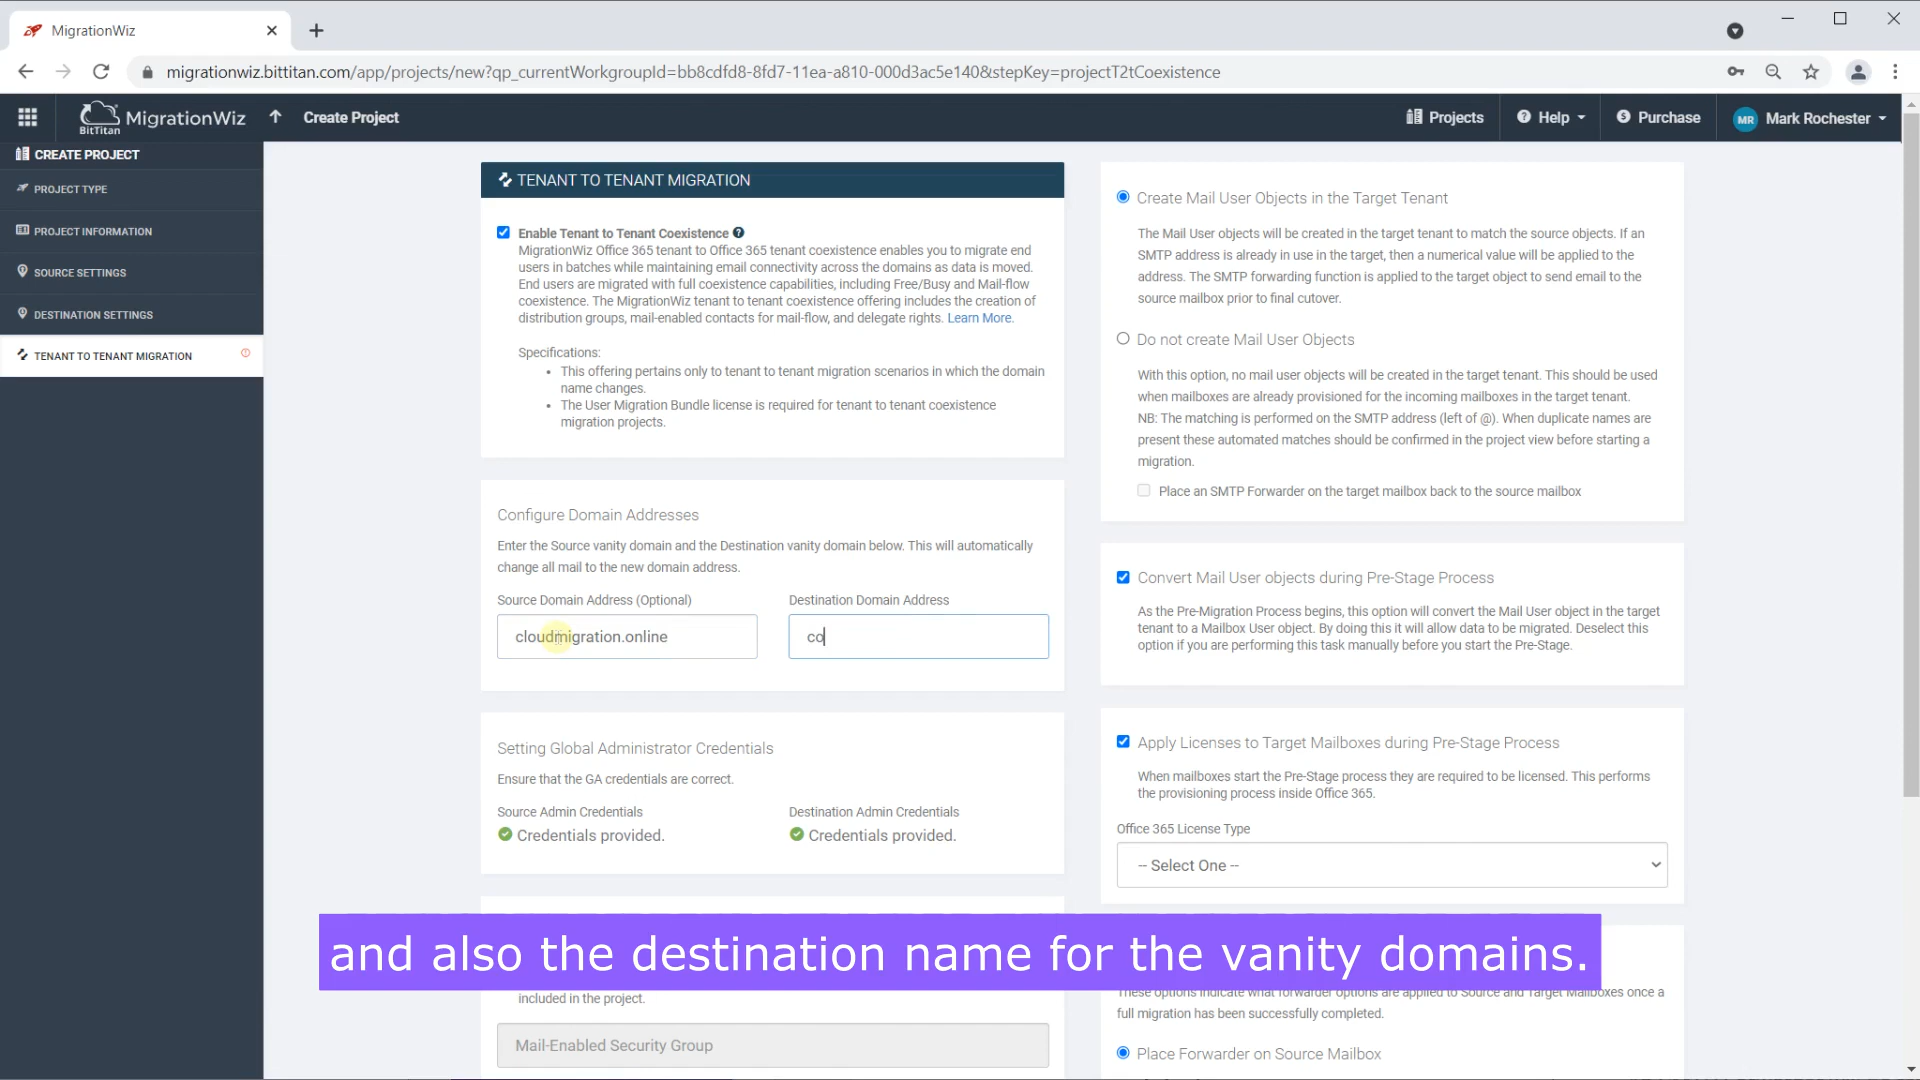 MigrationWiz
migrationwiz.bittitan.com/app/projects/new?qp_currentWorkgroupId=bb8cdfd8-8fd7-11ea-a810-000d3ac5e140&stepKey=projectT2tCoexistence
BitTitan MigrationWiz
Create Project
Projects
Help
Purchase
MR Mark Rochester
CREATE PROJECT
PROJECT TYPE
PROJECT INFORMATION
SOURCE SETTINGS
DESTINATION SETTINGS
TENANT TO TENANT MIGRATION
TENANT TO TENANT MIGRATION
Enable Tenant to Tenant Coexistence
MigrationWiz Office 365 tenant to Office 365 tenant coexistence enables you to migrate end
users in batches while maintaining email connectivity across the domains as data is moved.
End users are migrated with full coexistence capabilities, including Free/Busy and Mail-flow
coexistence. The MigrationWiz tenant to tenant coexistence offering includes the creation of
distribution groups, mail-enabled contacts for mail-flow, and delegate rights. Learn More.
Specifications:
• This offering pertains only to tenant to tenant migration scenarios in which the domain
name changes.
• The User Migration Bundle license is required for tenant to tenant coexistence
migration projects.
Configure Domain Addresses
Enter the Source vanity domain and the Destination vanity domain below. This will automatically
change all mail to the new domain address.
Source Domain Address (Optional)
Destination Domain Address
cloudmigration.online
co
Setting Global Administrator Credentials
Ensure that the GA credentials are correct.
Source Admin Credentials
Destination Admin Credentials
Credentials provided.
Credentials provided.
included in the project.
Mail-Enabled Security Group
Create Mail User Objects in the Target Tenant
The Mail User objects will be created in the target tenant to match the source objects. If an
SMTP address is already in use in the target, then a numerical value will be applied to the
address. The SMTP forwarding function is applied to the target object to send email to the
source mailbox prior to final cutover.
Do not create Mail User Objects
With this option, no mail user objects will be created in the target tenant. This should be used
when mailboxes are already provisioned for the incoming mailboxes in the target tenant.
NB: The matching is performed on the SMTP address (left of @). When duplicate names are
present these automated matches should be confirmed in the project view before starting a
migration.
Place an SMTP Forwarder on the target mailbox back to the source mailbox
Convert Mail User objects during Pre-Stage Process
As the Pre-Migration Process begins, this option will convert the Mail User object in the target
tenant to a Mailbox User object. By doing this it will allow data to be migrated. Deselect this
option if you are performing this task manually before you start the Pre-Stage.
Apply Licenses to Target Mailboxes during Pre-Stage Process
When mailboxes start the Pre-Stage process they are required to be licensed. This performs
the provisioning process inside Office 365.
Office 365 License Type
-- Select One --
These options indicate what forwarder options are applied to Source and Target Mailboxes once a
full migration has been successfully completed.
Place Forwarder on Source Mailbox
and also the destination name for the vanity domains.